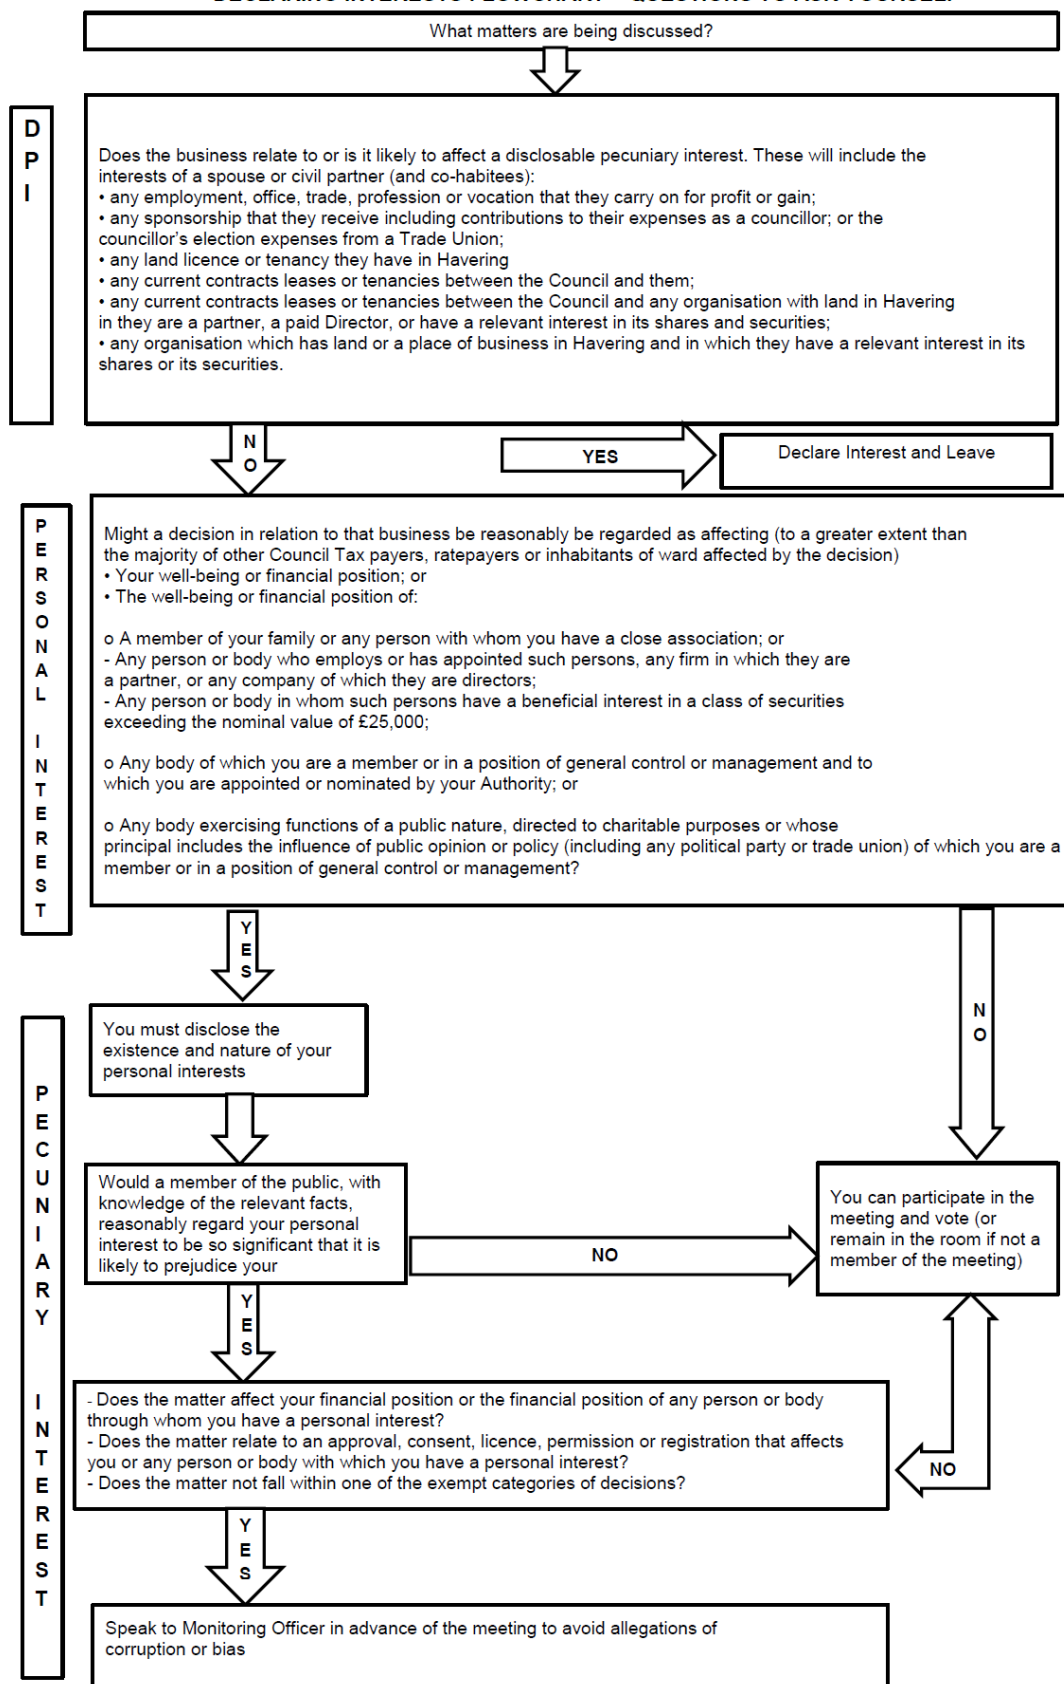 DECLARING INTERESTS FLOWCHART – QUESTIONS TO ASK YOURSELF
What matters are being discussed?
D
P
I
Does the business relate to or is it likely to affect a disclosable pecuniary interest. These will include the
interests of a spouse or civil partner (and co-habitees):
• any employment, office, trade, profession or vocation that they carry on for profit or gain;
• any sponsorship that they receive including contributions to their expenses as a councillor; or the
councillor’s election expenses from a Trade Union;
• any land licence or tenancy they have in Havering
• any current contracts leases or tenancies between the Council and them;
• any current contracts leases or tenancies between the Council and any organisation with land in Havering
in they are a partner, a paid Director, or have a relevant interest in its shares and securities;
• any organisation which has land or a place of business in Havering and in which they have a relevant interest in its
shares or its securities.
N
O
YES
Declare Interest and Leave
P
E
R
S
O
N
A
L
I
N
T
E
R
E
S
T
Might a decision in relation to that business be reasonably be regarded as affecting (to a greater extent than
the majority of other Council Tax payers, ratepayers or inhabitants of ward affected by the decision)
• Your well-being or financial position; or
• The well-being or financial position of:
o A member of your family or any person with whom you have a close association; or
- Any person or body who employs or has appointed such persons, any firm in which they are
a partner, or any company of which they are directors;
- Any person or body in whom such persons have a beneficial interest in a class of securities
exceeding the nominal value of £25,000;
o Any body of which you are a member or in a position of general control or management and to
which you are appointed or nominated by your Authority; or
o Any body exercising functions of a public nature, directed to charitable purposes or whose
principal includes the influence of public opinion or policy (including any political party or trade union) of which you are a
member or in a position of general control or management?
Y
E
S
N
O
You must disclose the
existence and nature of your
personal interests
P
E
C
U
N
I
A
R
Y
I
N
T
E
R
E
S
T
Would a member of the public, with
knowledge of the relevant facts,
reasonably regard your personal
interest to be so significant that it is
likely to prejudice your
NO
You can participate in the
meeting and vote (or
remain in the room if not a
member of the meeting)
Y
E
S
- Does the matter affect your financial position or the financial position of any person or body
through whom you have a personal interest?
- Does the matter relate to an approval, consent, licence, permission or registration that affects
you or any person or body with which you have a personal interest?
- Does the matter not fall within one of the exempt categories of decisions?
NO
Y
E
S
Speak to Monitoring Officer in advance of the meeting to avoid allegations of
corruption or bias